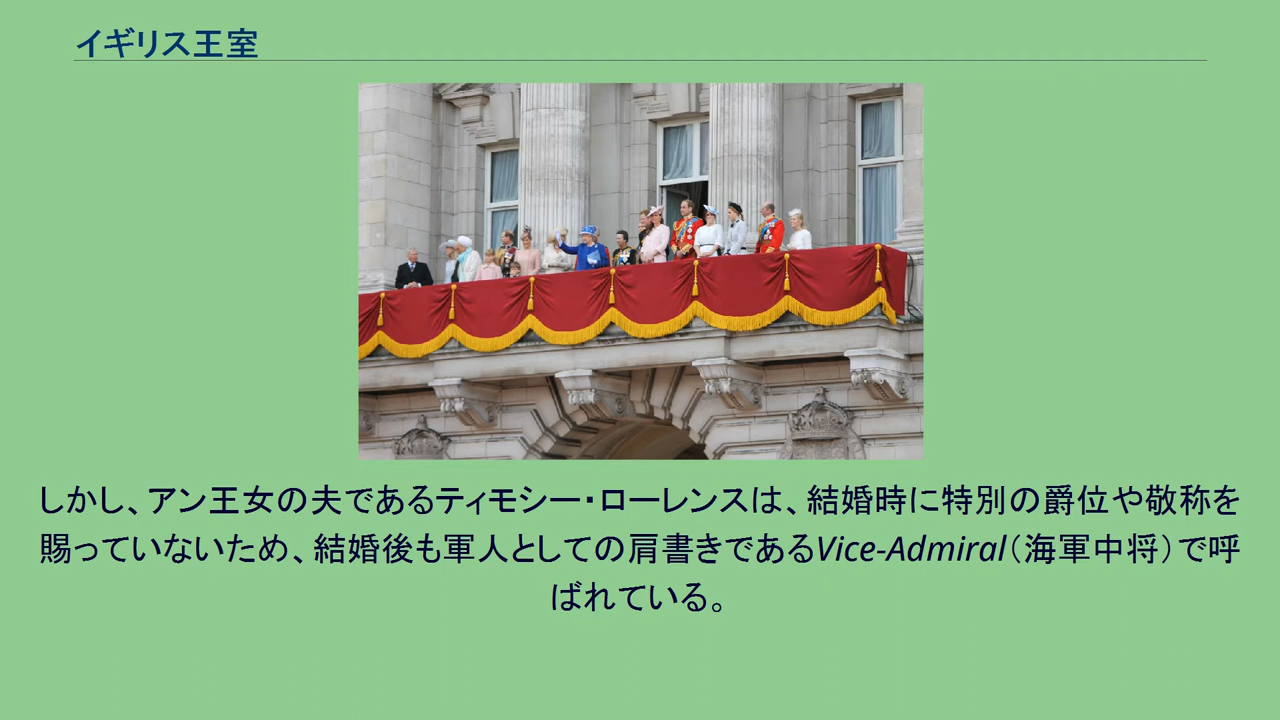 イギリス王室
しかし、アン王女の夫であるティモシー・ローレンスは、結婚時に特別の爵位や敬称を
賜っていないため、結婚後も軍人としての肩書きであるVice-Admiral（海軍中将）で呼
ばれている。